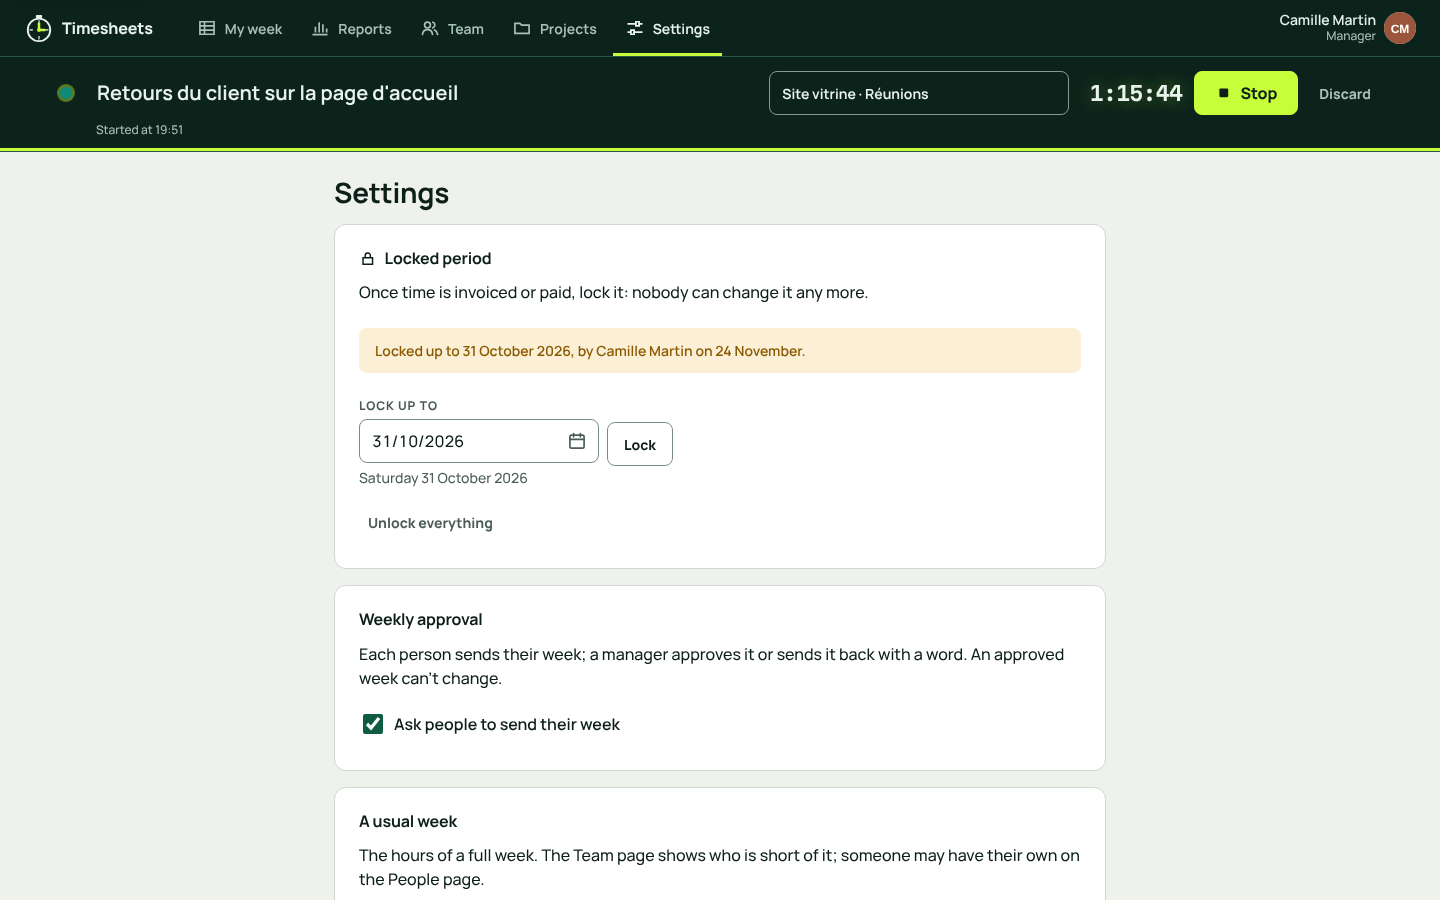 Timesheets
My week
Reports
Team
Projects
Settings
Camille Martin
Manager
CM
Retours du client sur la page d'accueil
Site vitrine · Réunions
1:15:44
Stop
Discard
Started at 19:51
Settings
Locked period
Once time is invoiced or paid, lock it: nobody can change it any more.
Locked up to 31 October 2026, by Camille Martin on 24 November.
LOCK UP TO
31/10/2026
Lock
Saturday 31 October 2026
Unlock everything
Weekly approval
Each person sends their week; a manager approves it or sends it back with a word. An approved
week can't change.
Ask people to send their week
A usual week
The hours of a full week. The Team page shows who is short of it; someone may have their own on
the People page.